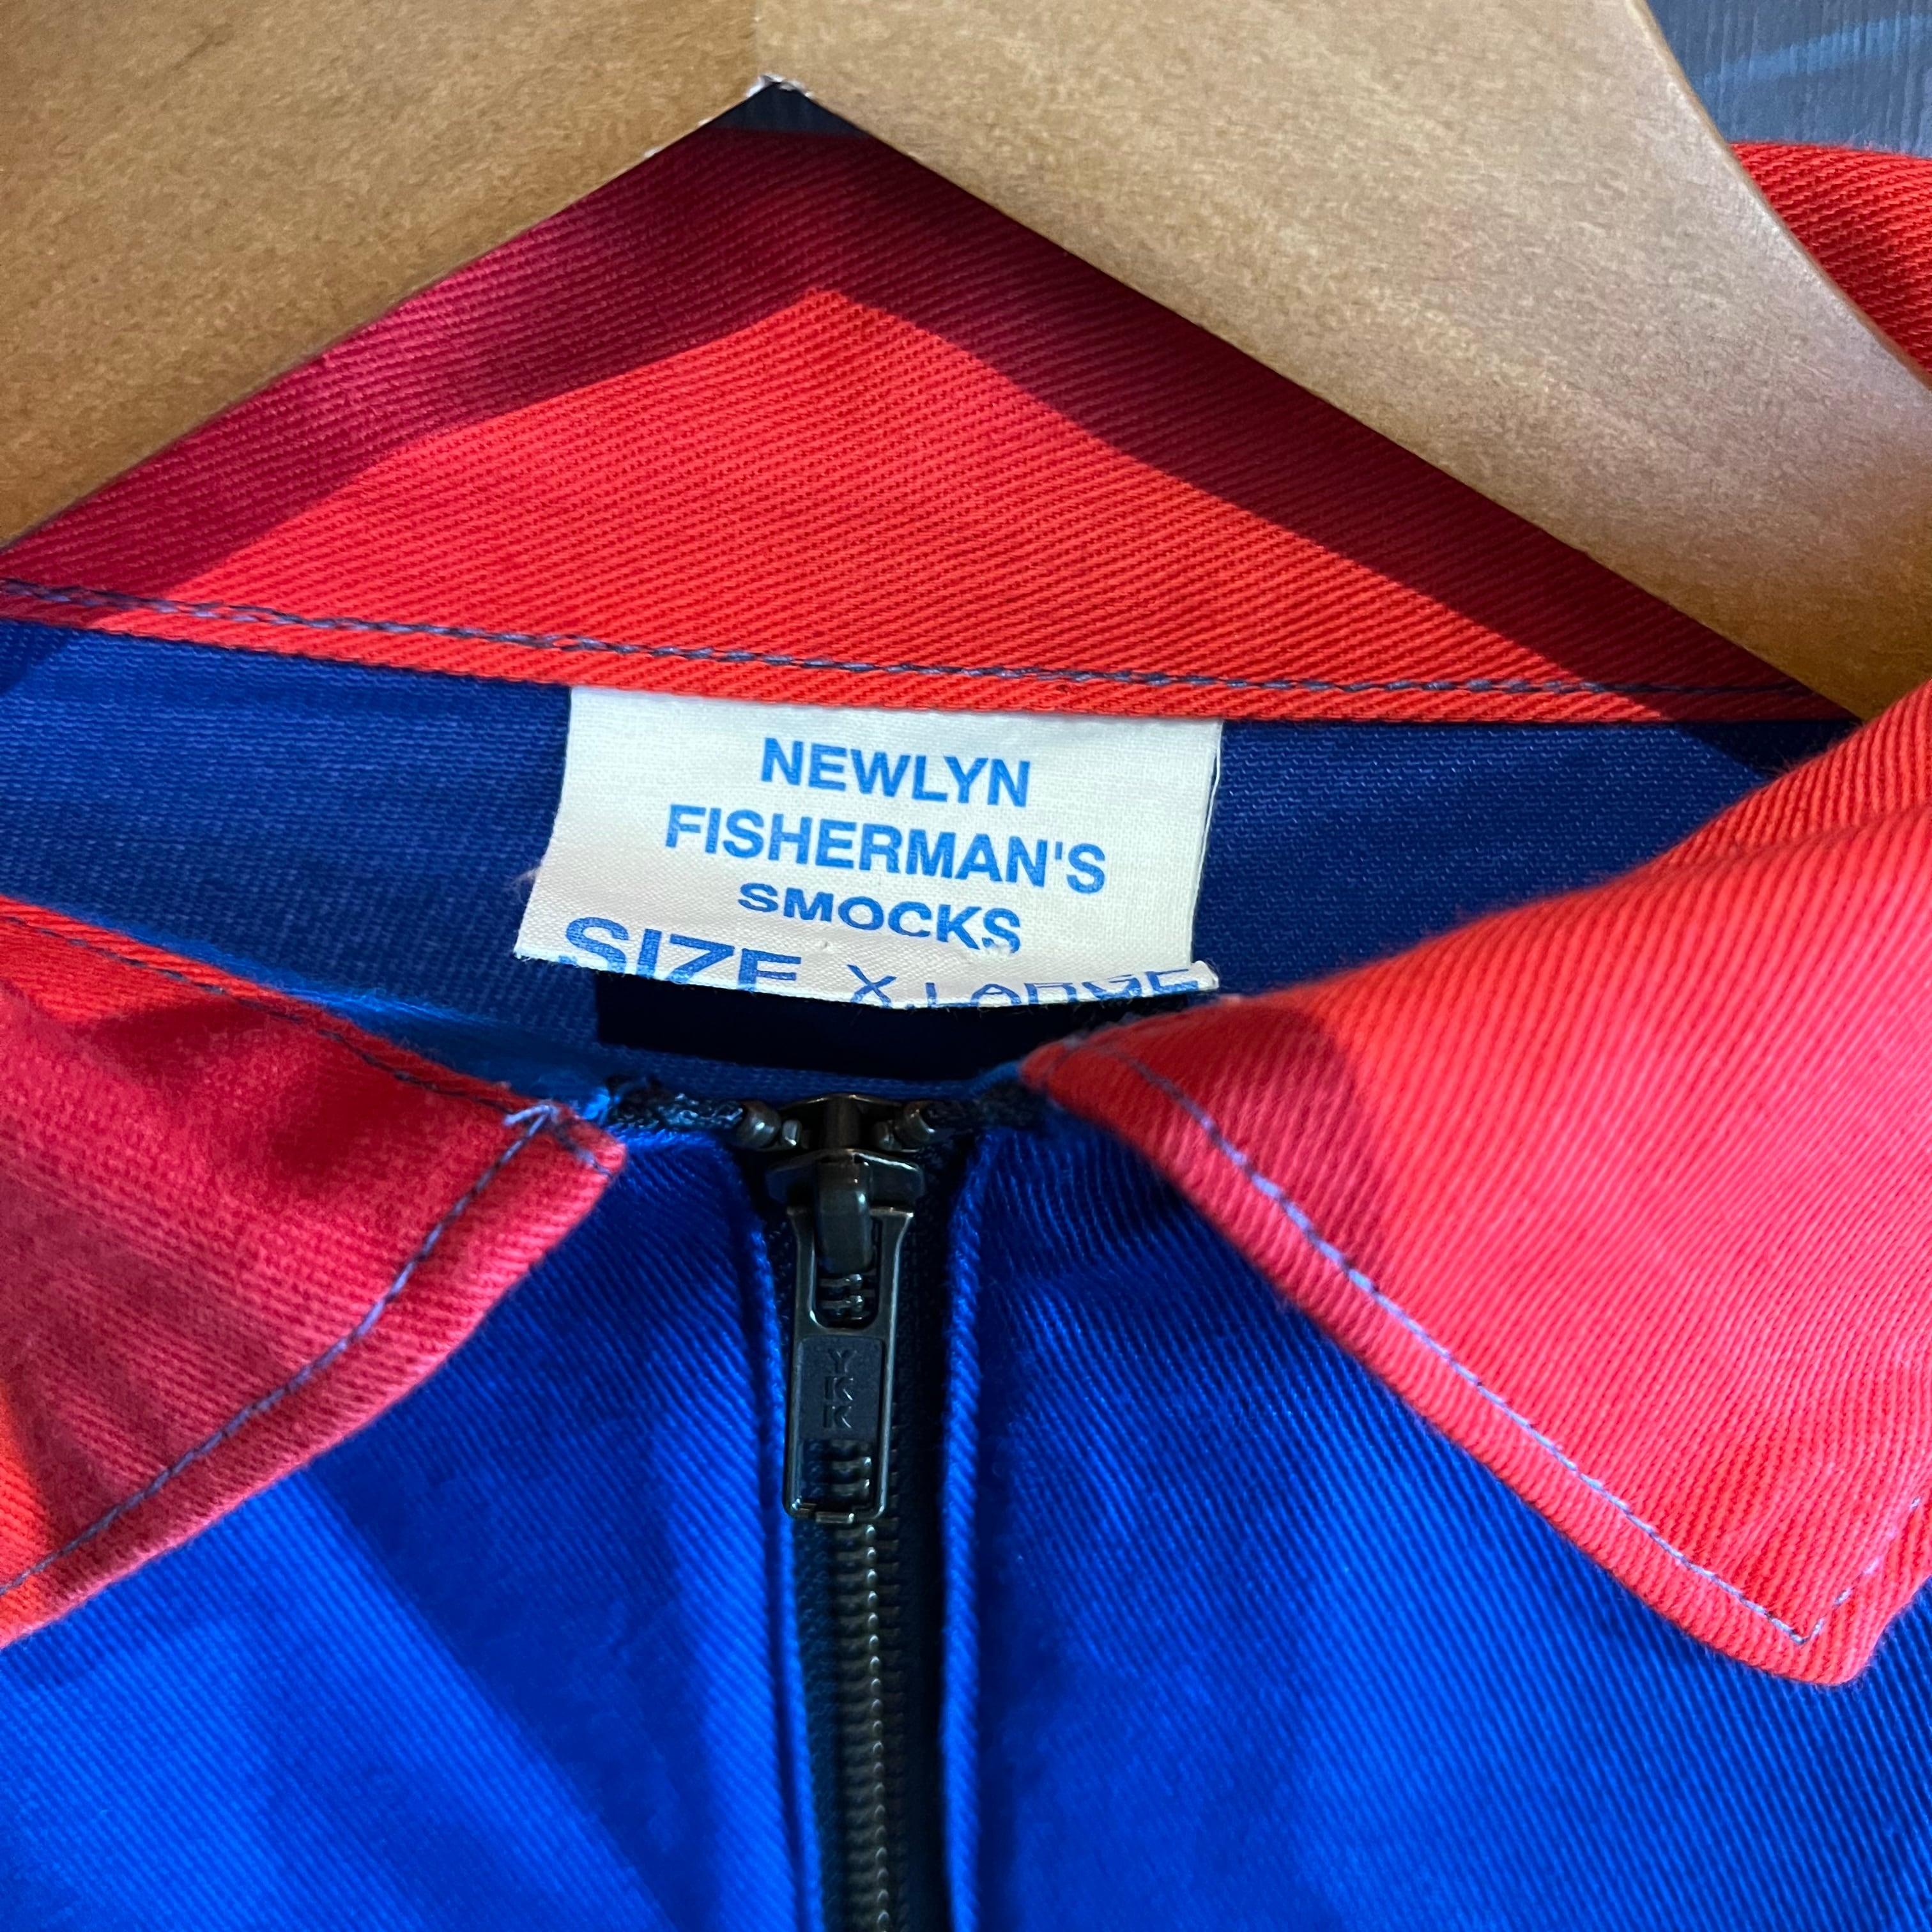 NEWLYN
FISHERMAN'S
SMOCKS
SIZE X LARGE
YKK